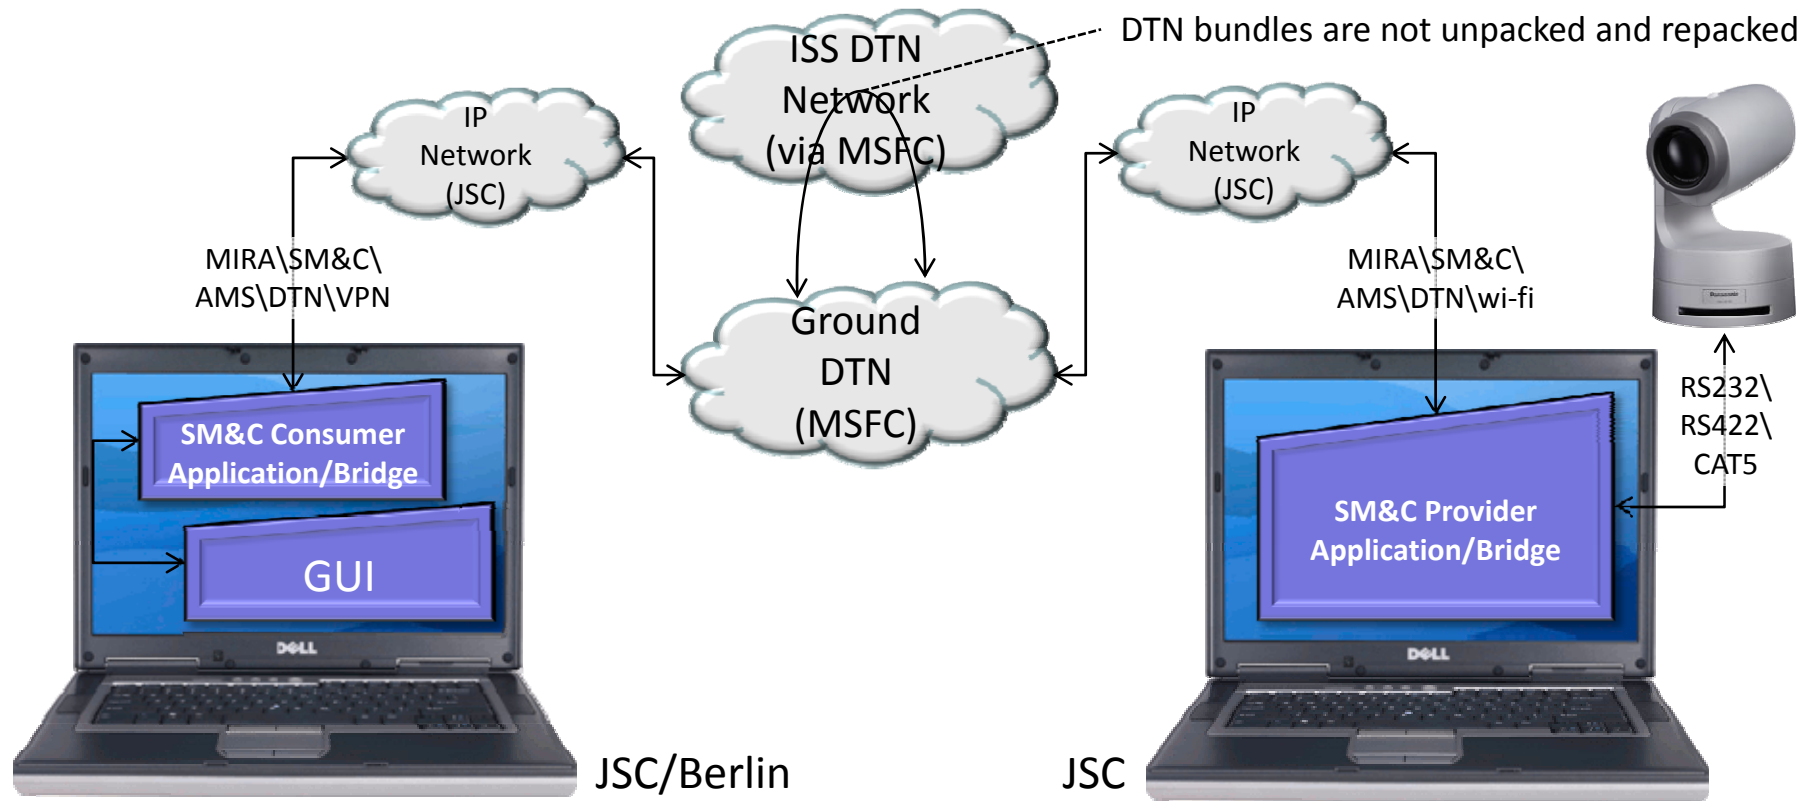 DTN bundles are not unpacked and repacked
ISS DTN
Network
(via MSFC)
IP
Network
(JSC)
IP
Network
(JSC)
MIRA\SM&C\
AMS\DTN\VPN
MIRA\SM&C\
AMS\DTN\wi-fi
Ground
DTN
(MSFC)
Panasonic
RS232\
RS422\
CAT5
SM&C Consumer
Application/Bridge
GUI
SM&C Provider
Application/Bridge
DELL
DELL
JSC/Berlin
JSC